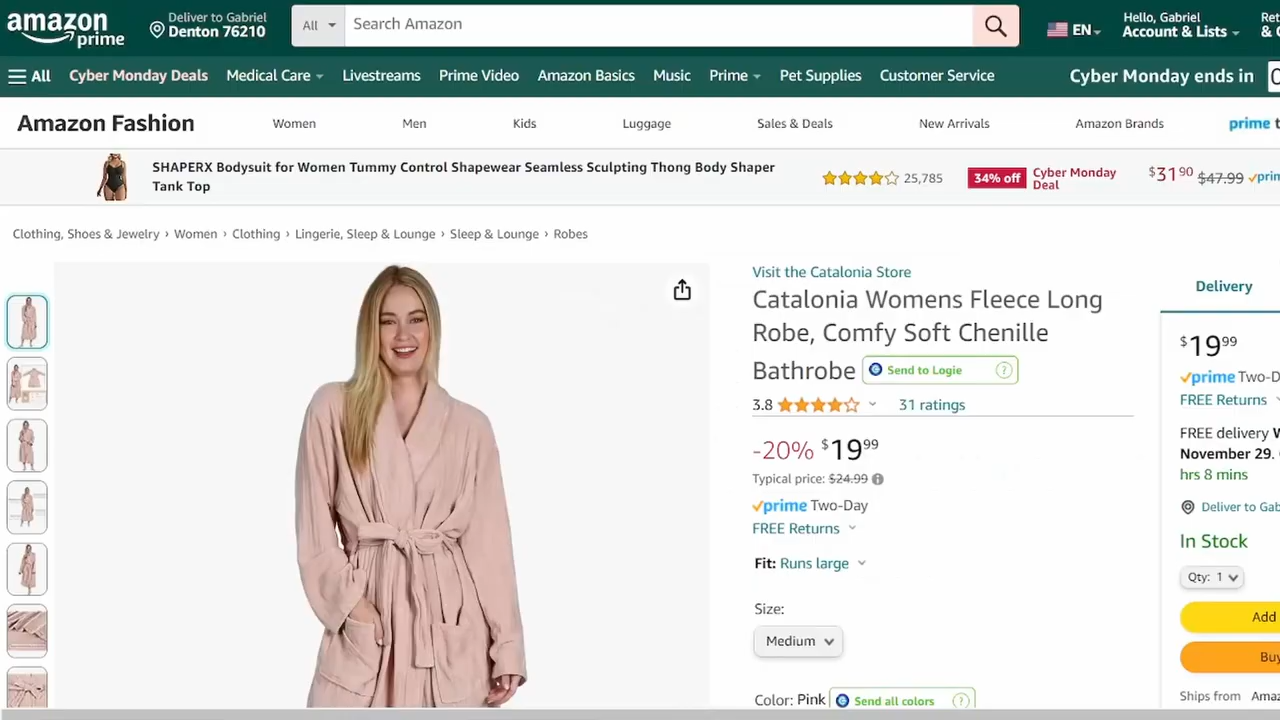 amazon prime
Deliver to Gabriel
Denton 76210
All
Search Amazon
EN
Hello, Gabriel
Account & Lists
All
Cyber Monday Deals
Medical Care
Livestreams
Prime Video
Amazon Basics
Music
Prime
Pet Supplies
Customer Service
Cyber Monday ends in
Amazon Fashion
Women
Men
Kids
Luggage
Sales & Deals
New Arrivals
Amazon Brands
prime
SHAPERX Bodysuit for Women Tummy Control Shapewear Seamless Sculpting Thong Body Shaper
Tank Top
25,785
34% off
Cyber Monday
Deal
$31.90 $47.99
Clothing, Shoes & Jewelry › Women › Clothing › Lingerie, Sleep & Lounge › Sleep & Lounge › Robes
Visit the Catalonia Store
Catalonia Womens Fleece Long
Robe, Comfy Soft Chenille
Bathrobe
Send to Logie ?
3.8
31 ratings
-20% $19.99
Typical price: $24.99
prime Two-Day
FREE Returns
Fit: Runs large
Size:
Medium
Color: Pink
Send all colors ?
Delivery
$19.99
prime Two-D
FREE Returns
FREE delivery W
November 29.
hrs 8 mins
Deliver to Gab
In Stock
Qty: 1
Add
Buy
Ships from Amaz